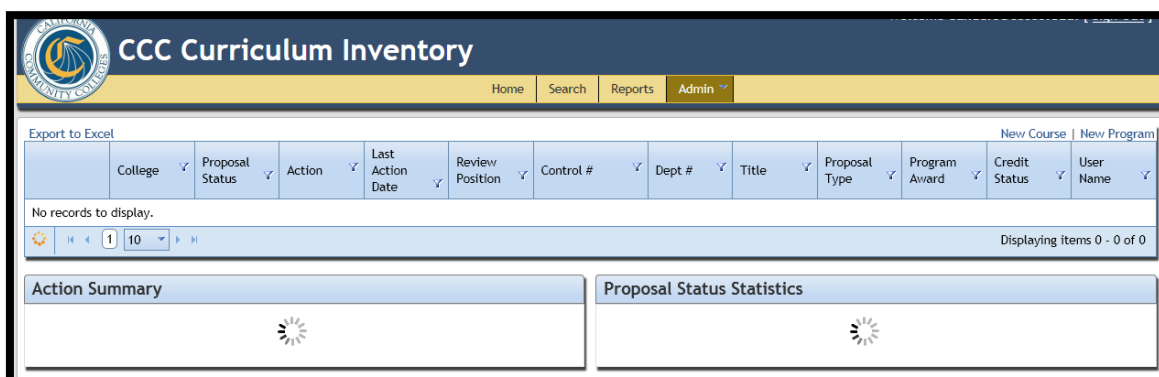 CALIFORNIA
COMMUNITY COLLEGES
CCC Curriculum Inventory
Home Search Reports Admin
Export to Excel
New Course | New Program
College
Proposal Status
Action
Last Action Date
Review Position
Control #
Dept #
Title
Proposal Type
Program Award
Credit Status
User Name
No records to display.
1 10
Displaying items 0 - 0 of 0
Action Summary
Proposal Status Statistics